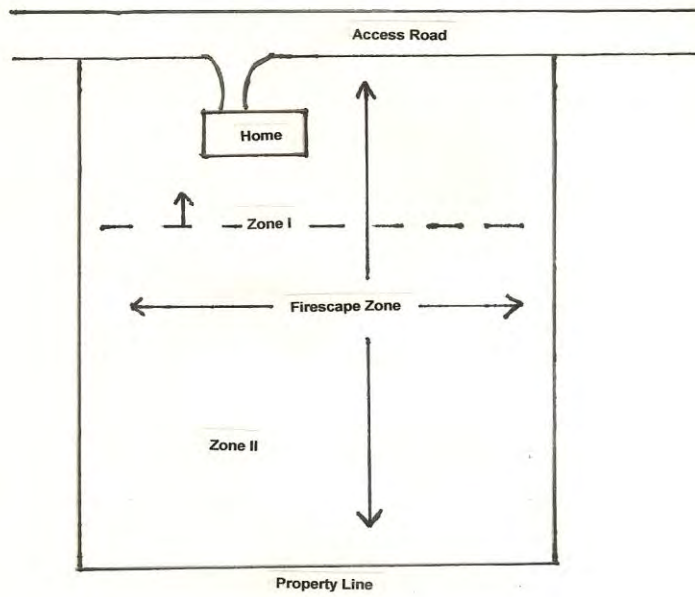 Access Road
Home
Zone I
Firescape Zone
Zone II
Property Line